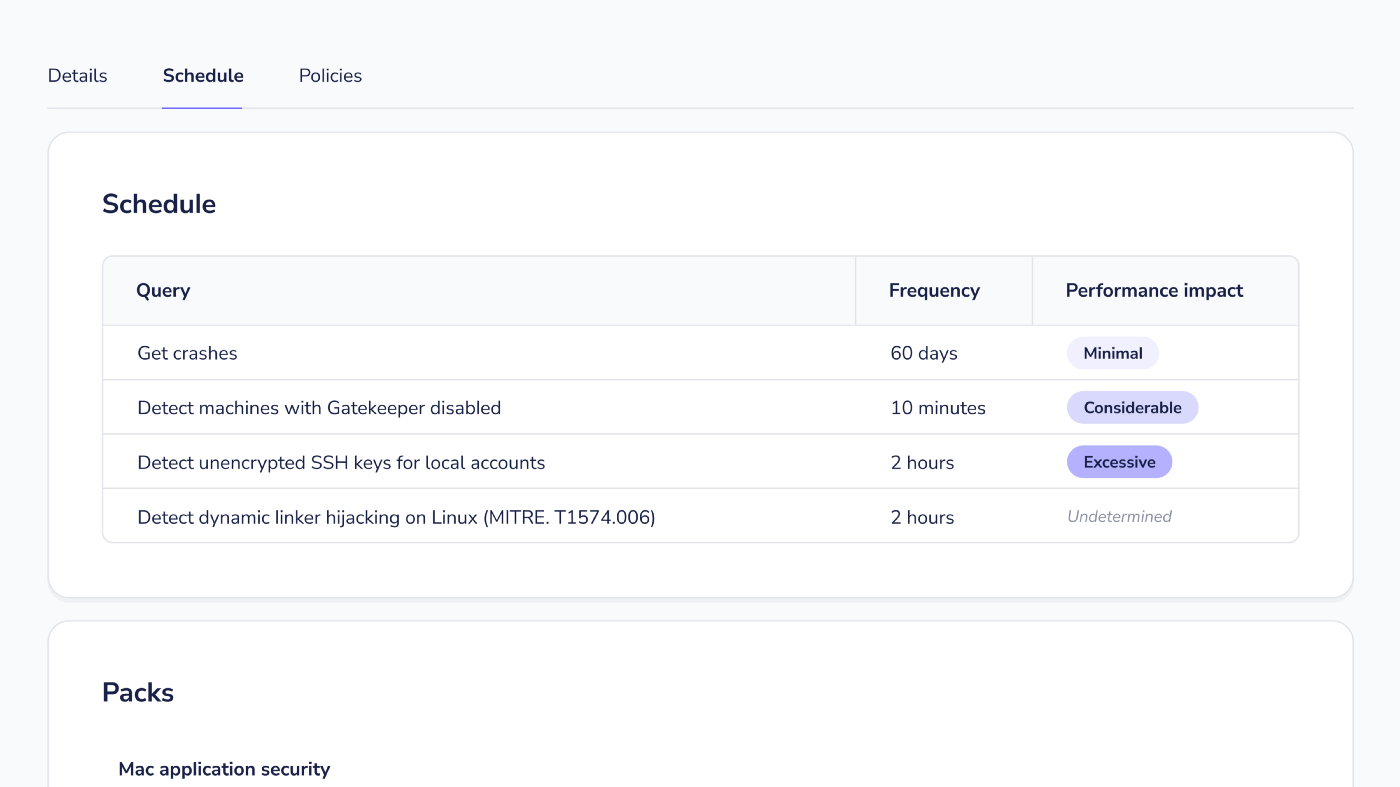 Details Schedule Policies
Schedule
Query Frequency Performance impact
Get crashes 60 days Minimal
Detect machines with Gatekeeper disabled 10 minutes Considerable
Detect unencrypted SSH keys for local accounts 2 hours Excessive
Detect dynamic linker hijacking on Linux (MITRE. T1574.006) 2 hours Undetermined
Packs
Mac application security